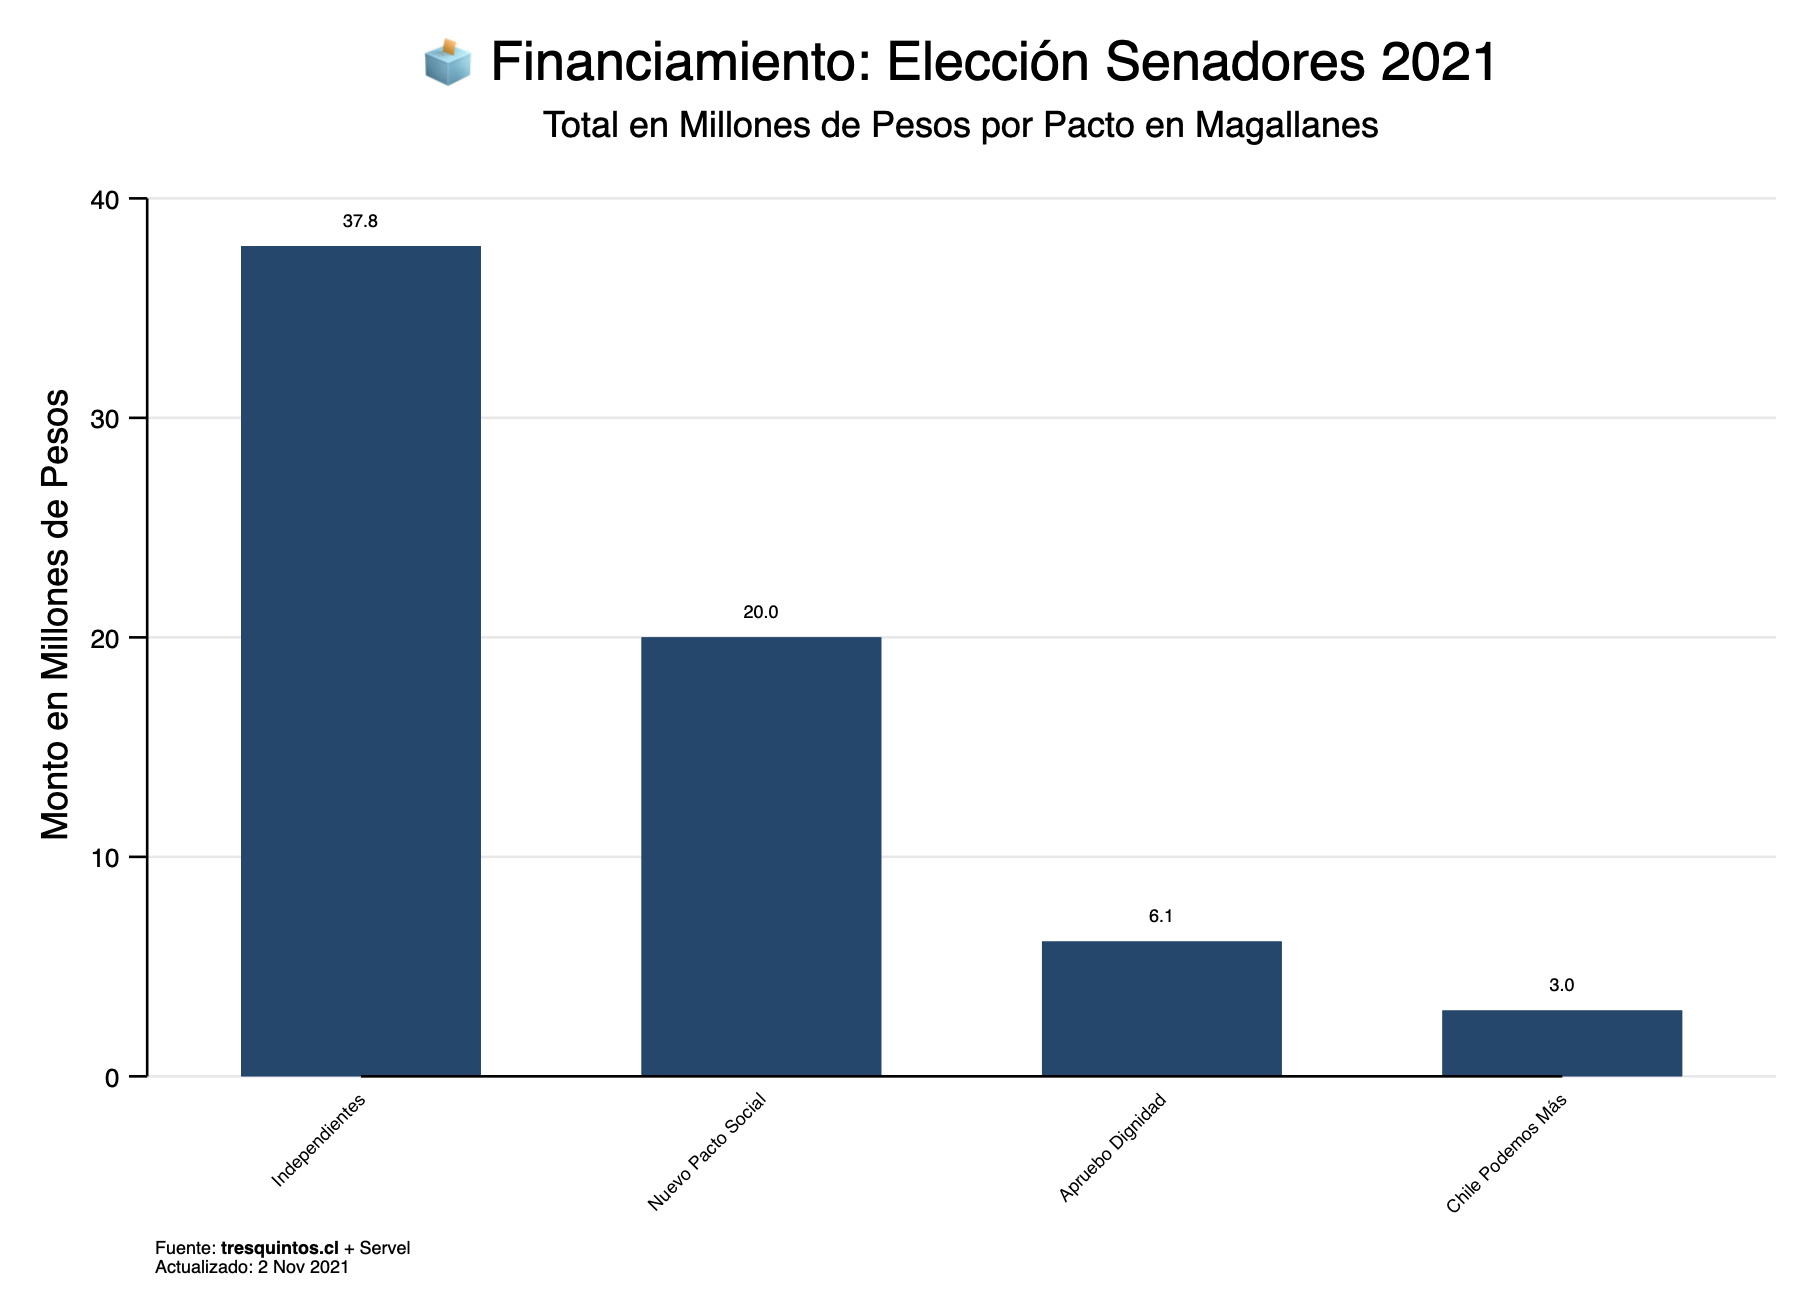 Financiamiento: Elección Senadores 2021
Total en Millones de Pesos por Pacto en Magallanes
Monto en Millones de Pesos
40
30
20
10
0
37.8
20.0
6.1
3.0
Independientes
Nuevo Pacto Social
Apruebo Dignidad
Chile Podemos Más
Fuente: tresquintos.cl + Servel
Actualizado: 2 Nov 2021